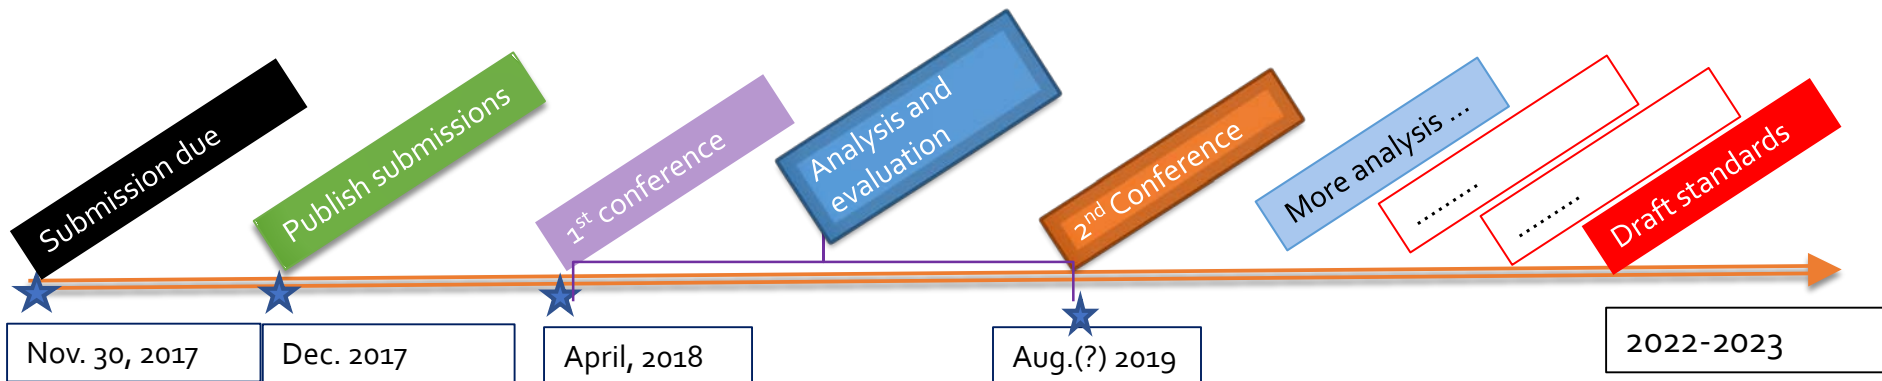 Submission due
Publish submissions
1st conference
Analysis and
evaluation
2nd Conference
More analysis ...
.........
.........
Draft standards
Nov. 30, 2017
Dec. 2017
April, 2018
Aug.(?) 2019
2022-2023